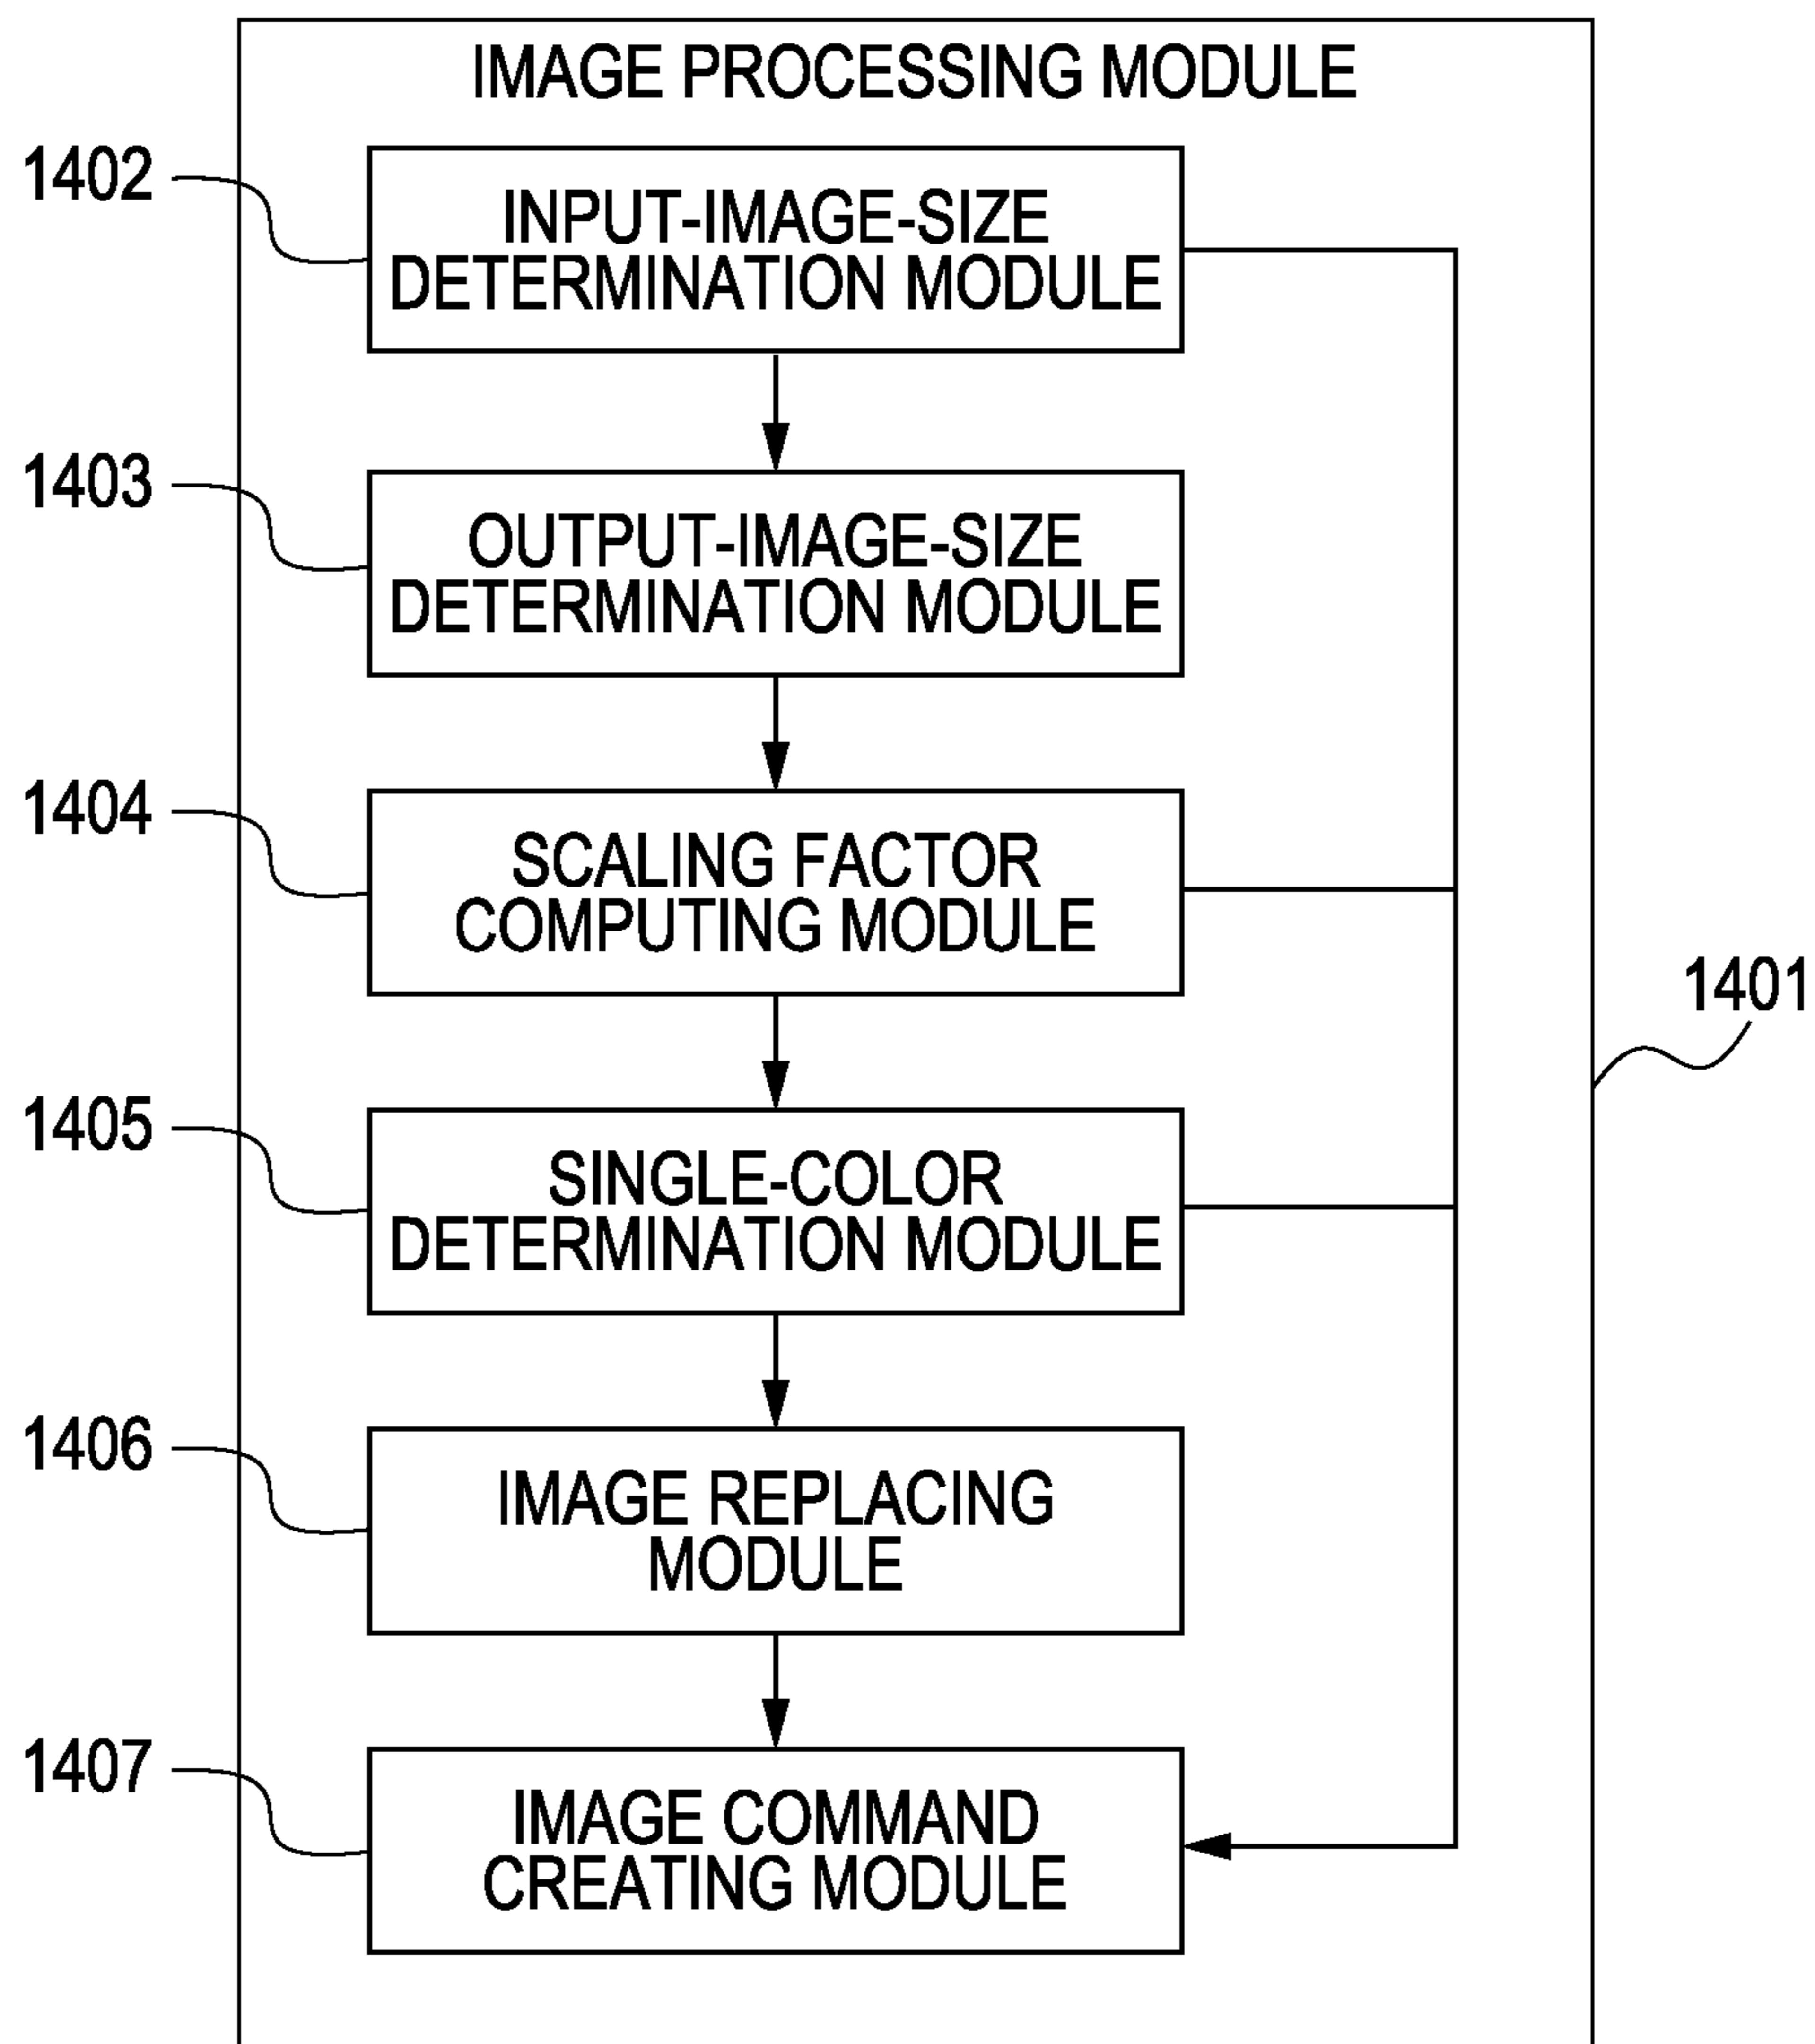 IMAGE PROCESSING MODULE
1402
INPUT-IMAGE-SIZE
DETERMINATION MODULE
1403
OUTPUT-IMAGE-SIZE
DETERMINATION MODULE
1404
SCALING FACTOR
COMPUTING MODULE
1401
1405
SINGLE-COLOR
DETERMINATION MODULE
1406
IMAGE REPLACING
MODULE
1407
IMAGE COMMAND
CREATING MODULE